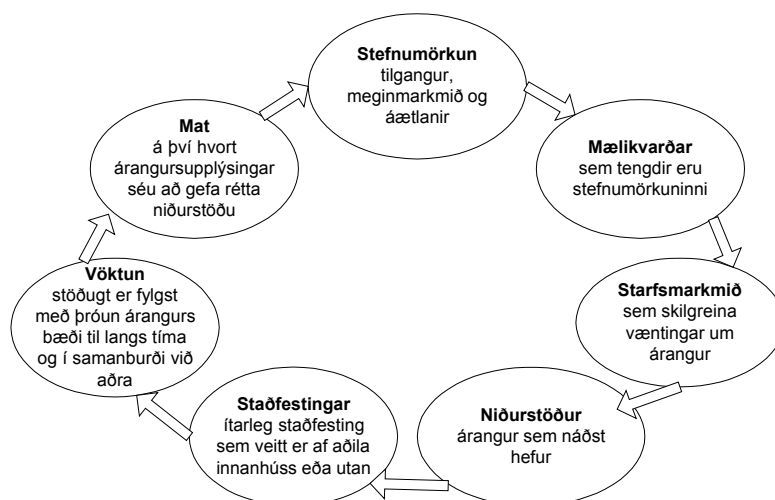 Stefnumörkun
tilgangur,
meginmarkmið og
áætlanir
Mælikvarðar
sem tengdir eru
stefnumörkuninni
Starfsmarkmið
sem skilgreina
væntingar um
árangur
Niðurstöður
árangur sem náðst
hefur
Staðfestingar
ítarleg staðfesting
sem veitt er af aðila
innanhúss eða utan
Vöktun
stöðugt er fylgst
með þróun árangurs
bæði til langs tíma
og í samanburði við
aðra
Mat
á því hvort
árangursupplýsingar
séu að gefa rétta
niðurstöðu